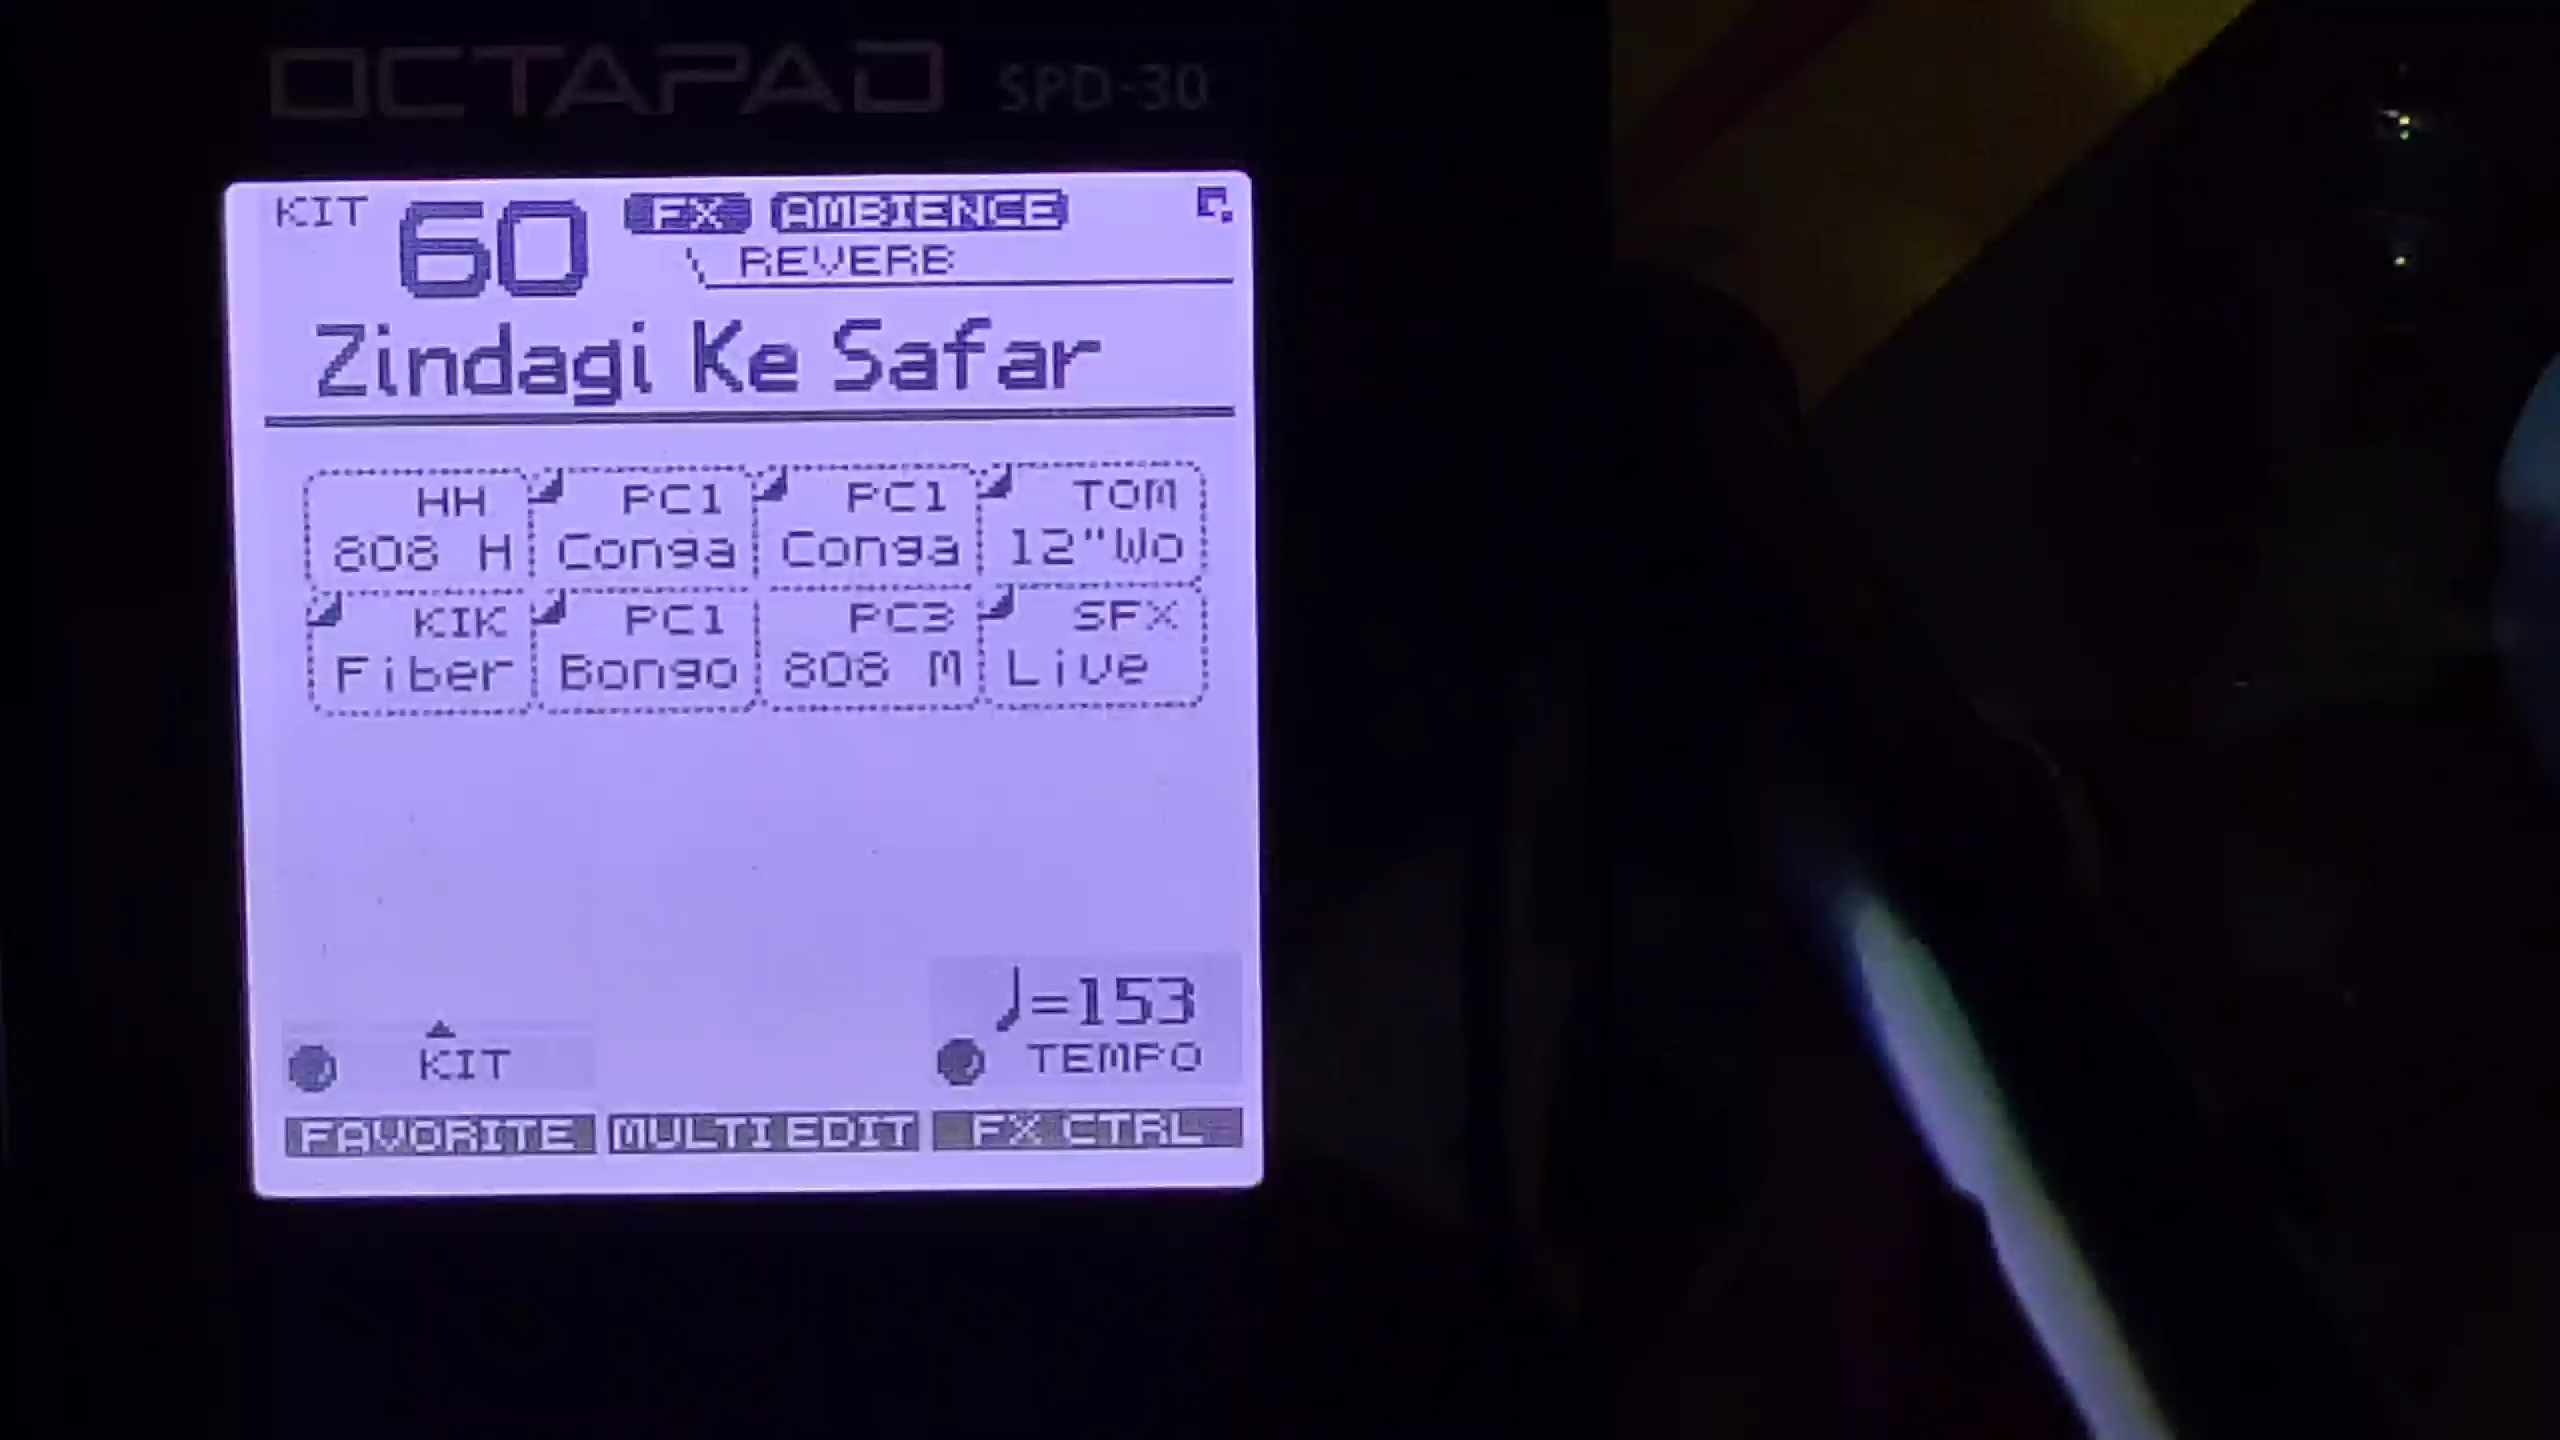 OCTAPAD SPD-30
KIT 60 FX AMBIENCE
REVERB
Zindagi Ke Safar
HH PC1 PC1 TOM
808 H Conga Conga 12"Wo
KIK PC1 PC3 SFX
Fiber Bongo 808 M Live
♩=153
KIT TEMPO
FAVORITE MULTI EDIT FX CTRL